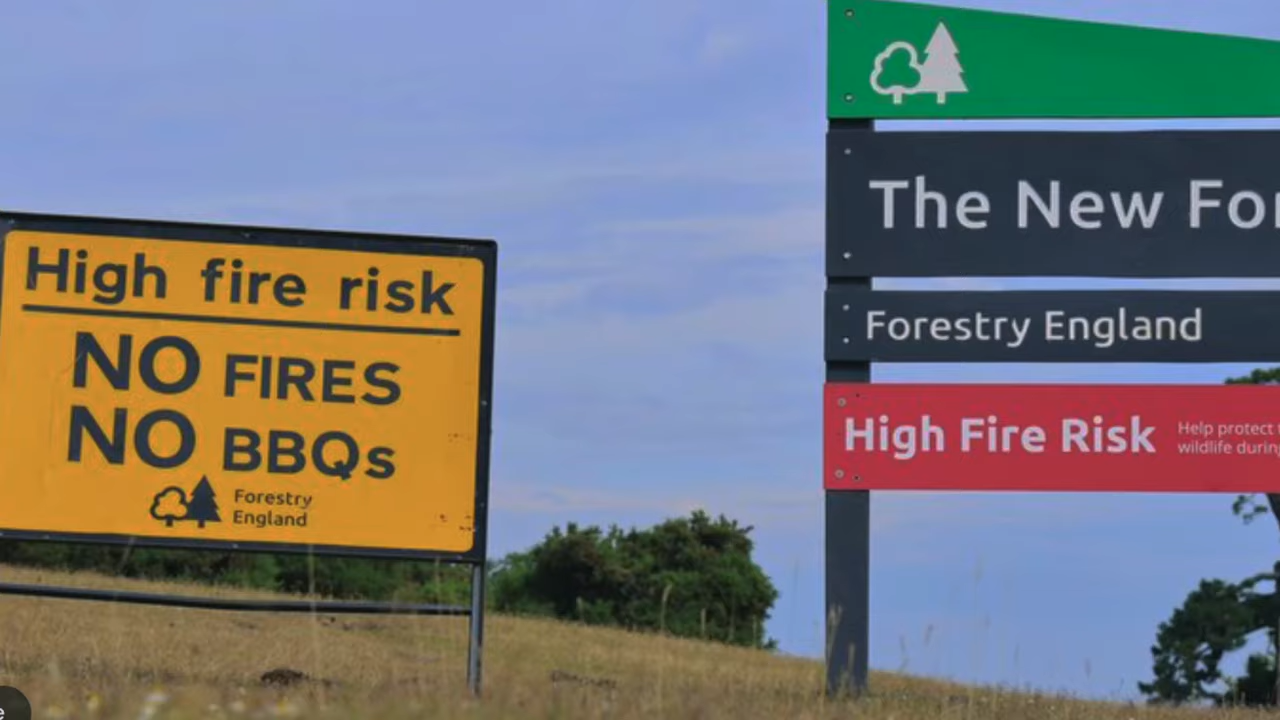 High fire risk
NO FIRES
NO BBQs
Forestry
England
The New For
Forestry England
High Fire Risk
Help protect
wildlife during